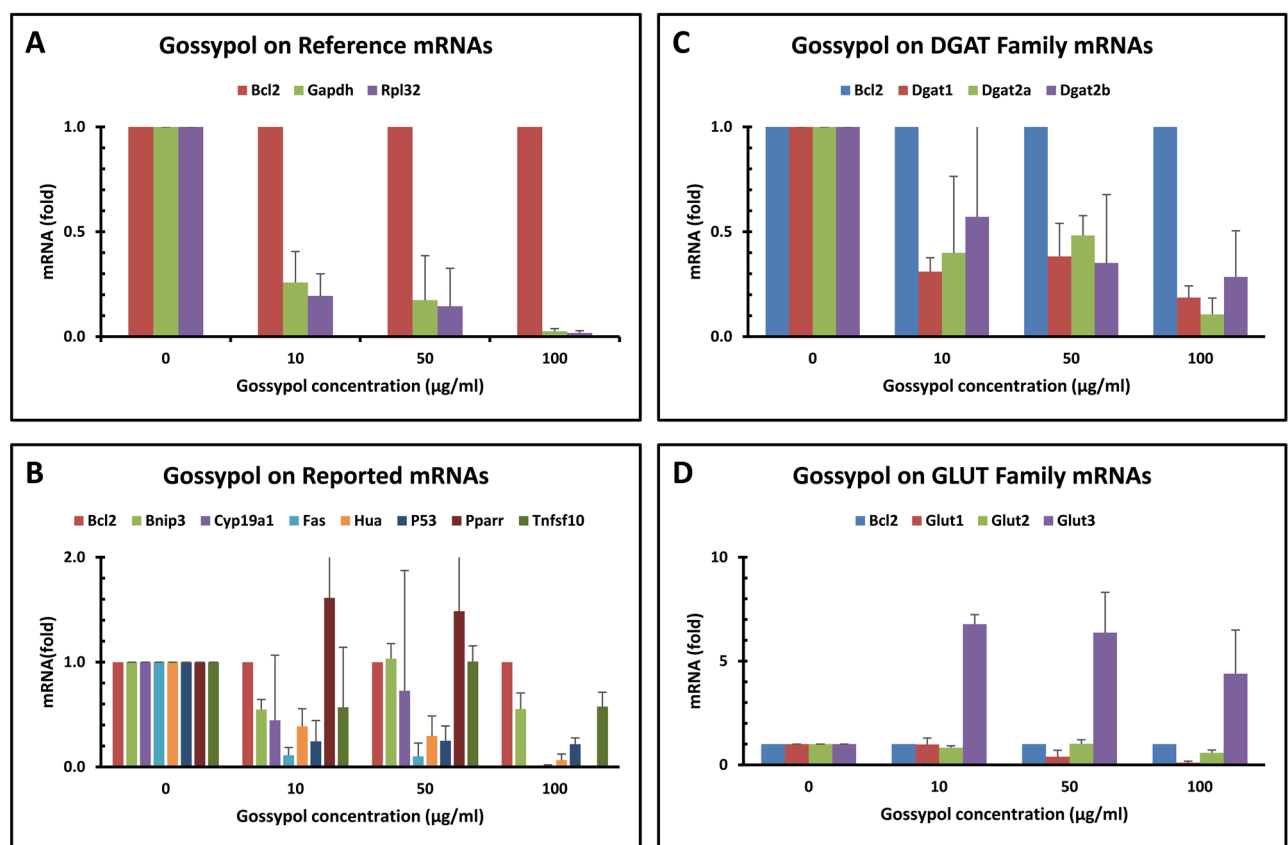 A
Gossypol on Reference mRNAs
Bcl2 Gapdh Rpl32
1.0
0.5
0.0
mRNA (fold)
0 10 50 100
Gossypol concentration (µg/ml)
C
Gossypol on DGAT Family mRNAs
Bcl2 Dgat1 Dgat2a Dgat2b
1.0
0.5
0.0
mRNA (fold)
0 10 50 100
Gossypol concentration (µg/ml)
B
Gossypol on Reported mRNAs
Bcl2 Bnip3 Cyp19a1 Fas Hua P53 Pparr Tnfsf10
2.0
1.0
0.0
mRNA(fold)
0 10 50 100
Gossypol concentration (µg/ml)
D
Gossypol on GLUT Family mRNAs
Bcl2 Glut1 Glut2 Glut3
10
5
0
mRNA (fold)
0 10 50 100
Gossypol concentration (µg/ml)